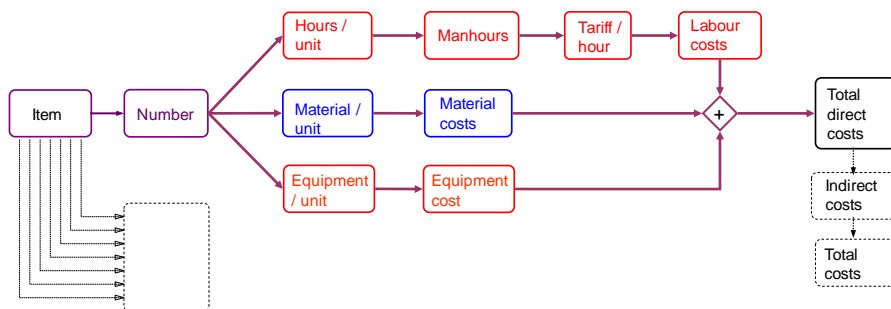 Hours /
unit
Manhours
Tariff /
hour
Labour
costs
Item
Number
Material /
unit
Material
costs
+
Total
direct
costs
Equipment
/ unit
Equipment
cost
Indirect
costs
Total
costs